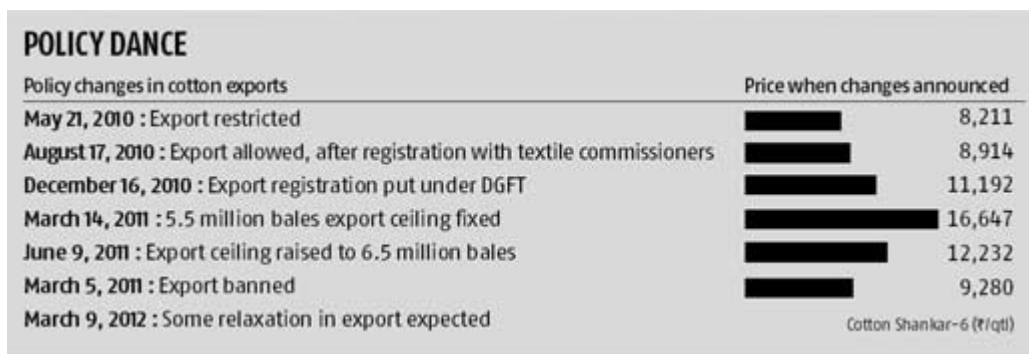 POLICY DANCE
Policy changes in cotton exports Price when changes announced
May 21, 2010 : Export restricted 8,211
August 17, 2010 : Export allowed, after registration with textile commissioners 8,914
December 16, 2010 : Export registration put under DGFT 11,192
March 14, 2011 : 5.5 million bales export ceiling fixed 16,647
June 9, 2011 : Export ceiling raised to 6.5 million bales 12,232
March 5, 2011 : Export banned 9,280
March 9, 2012 : Some relaxation in export expected
Cotton Shankar-6 (₹/qtl)